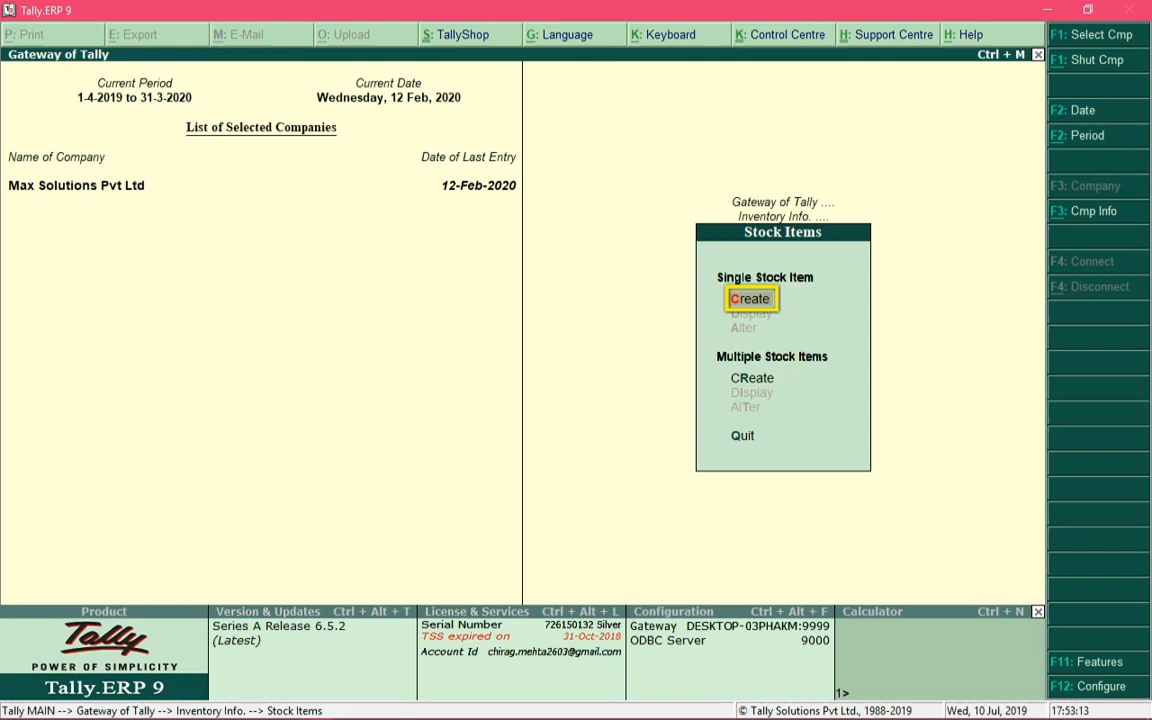 Tally.ERP 9
P: Print
E: Export
M: E-Mail
O: Upload
S: TallyShop
G: Language
K: Keyboard
K: Control Centre
H: Support Centre
H: Help
Gateway of Tally
Ctrl + M
Current Period
1-4-2019 to 31-3-2020
Current Date
Wednesday, 12 Feb, 2020
List of Selected Companies
Name of Company
Date of Last Entry
Max Solutions Pvt Ltd
12-Feb-2020
Gateway of Tally ....
Inventory Info. ....
Stock Items
Single Stock Item
Create
Display
Alter
Multiple Stock Items
CReate
DIsplay
AlTer
Quit
F1: Select Cmp
F1: Shut Cmp
F2: Date
F2: Period
F3: Company
F3: Cmp Info
F4: Connect
F4: Disconnect
F11: Features
F12: Configure
Product
Tally
POWER OF SIMPLICITY
Tally.ERP 9
Version & Updates Ctrl + Alt + T
Series A Release 6.5.2
(Latest)
License & Services Ctrl + Alt + L
Serial Number 726150132 Silver
TSS expired on 31-Oct-2018
Account Id chirag.mehta2603@gmail.com
Configuration Ctrl + Alt + F
Gateway DESKTOP-03PHAKM:9999
ODBC Server 9000
Calculator Ctrl + N
1>
Tally MAIN --> Gateway of Tally --> Inventory Info. --> Stock Items
© Tally Solutions Pvt Ltd., 1988-2019
Wed, 10 Jul, 2019
17:53:13